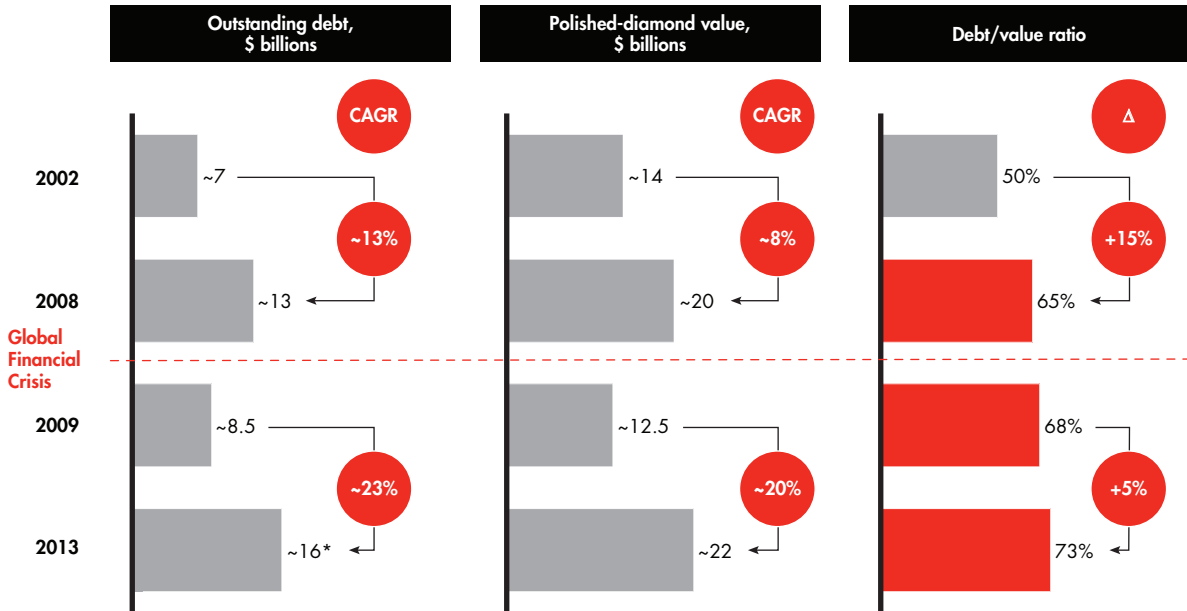 Outstanding debt,
$ billions
Polished-diamond value,
$ billions
Debt/value ratio
CAGR
CAGR
Δ
2002
~7
~14
50%
~13%
~8%
+15%
2008
~13
~20
65%
Global
Financial
Crisis
2009
~8.5
~12.5
68%
~23%
~20%
+5%
2013
~16*
~22
73%